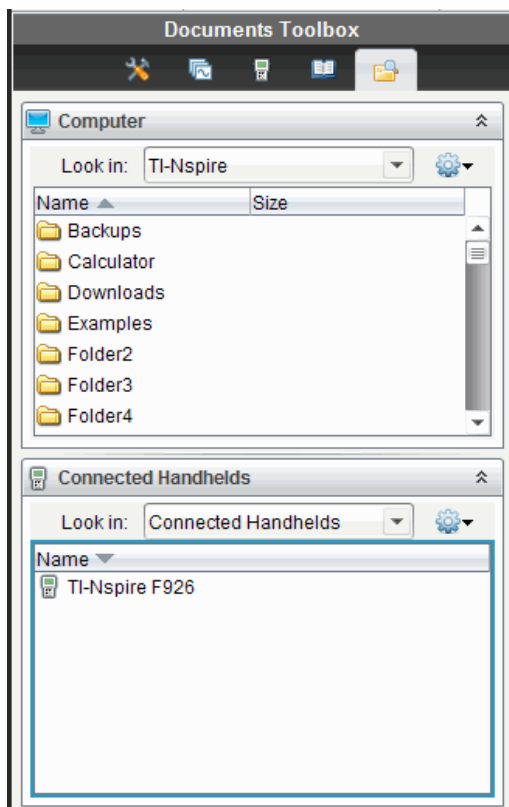 Documents Toolbox
Computer
Look in: TI-Nspire
Name Size
Backups
Calculator
Downloads
Examples
Folder2
Folder3
Folder4
Connected Handhelds
Look in: Connected Handhelds
Name
TI-Nspire F926